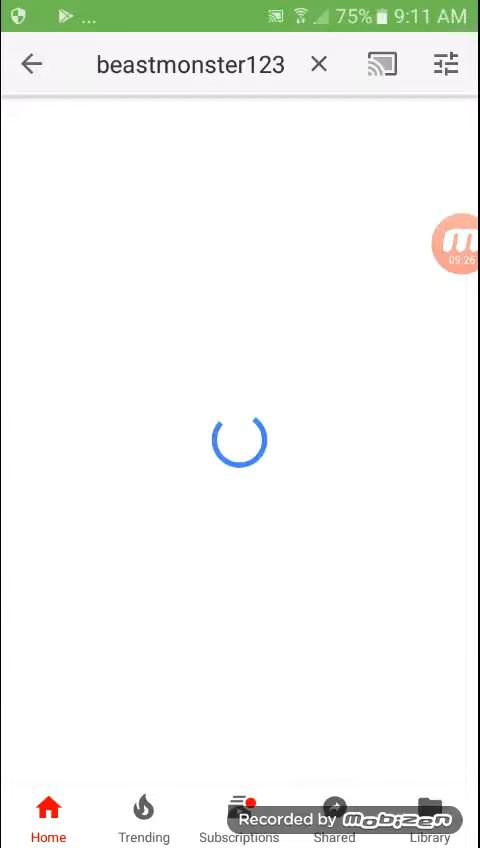 ... 75% 9:11 AM
beastmonster123
m
09:26
Home Trending Subscriptions Shared Library
Recorded by mobizen